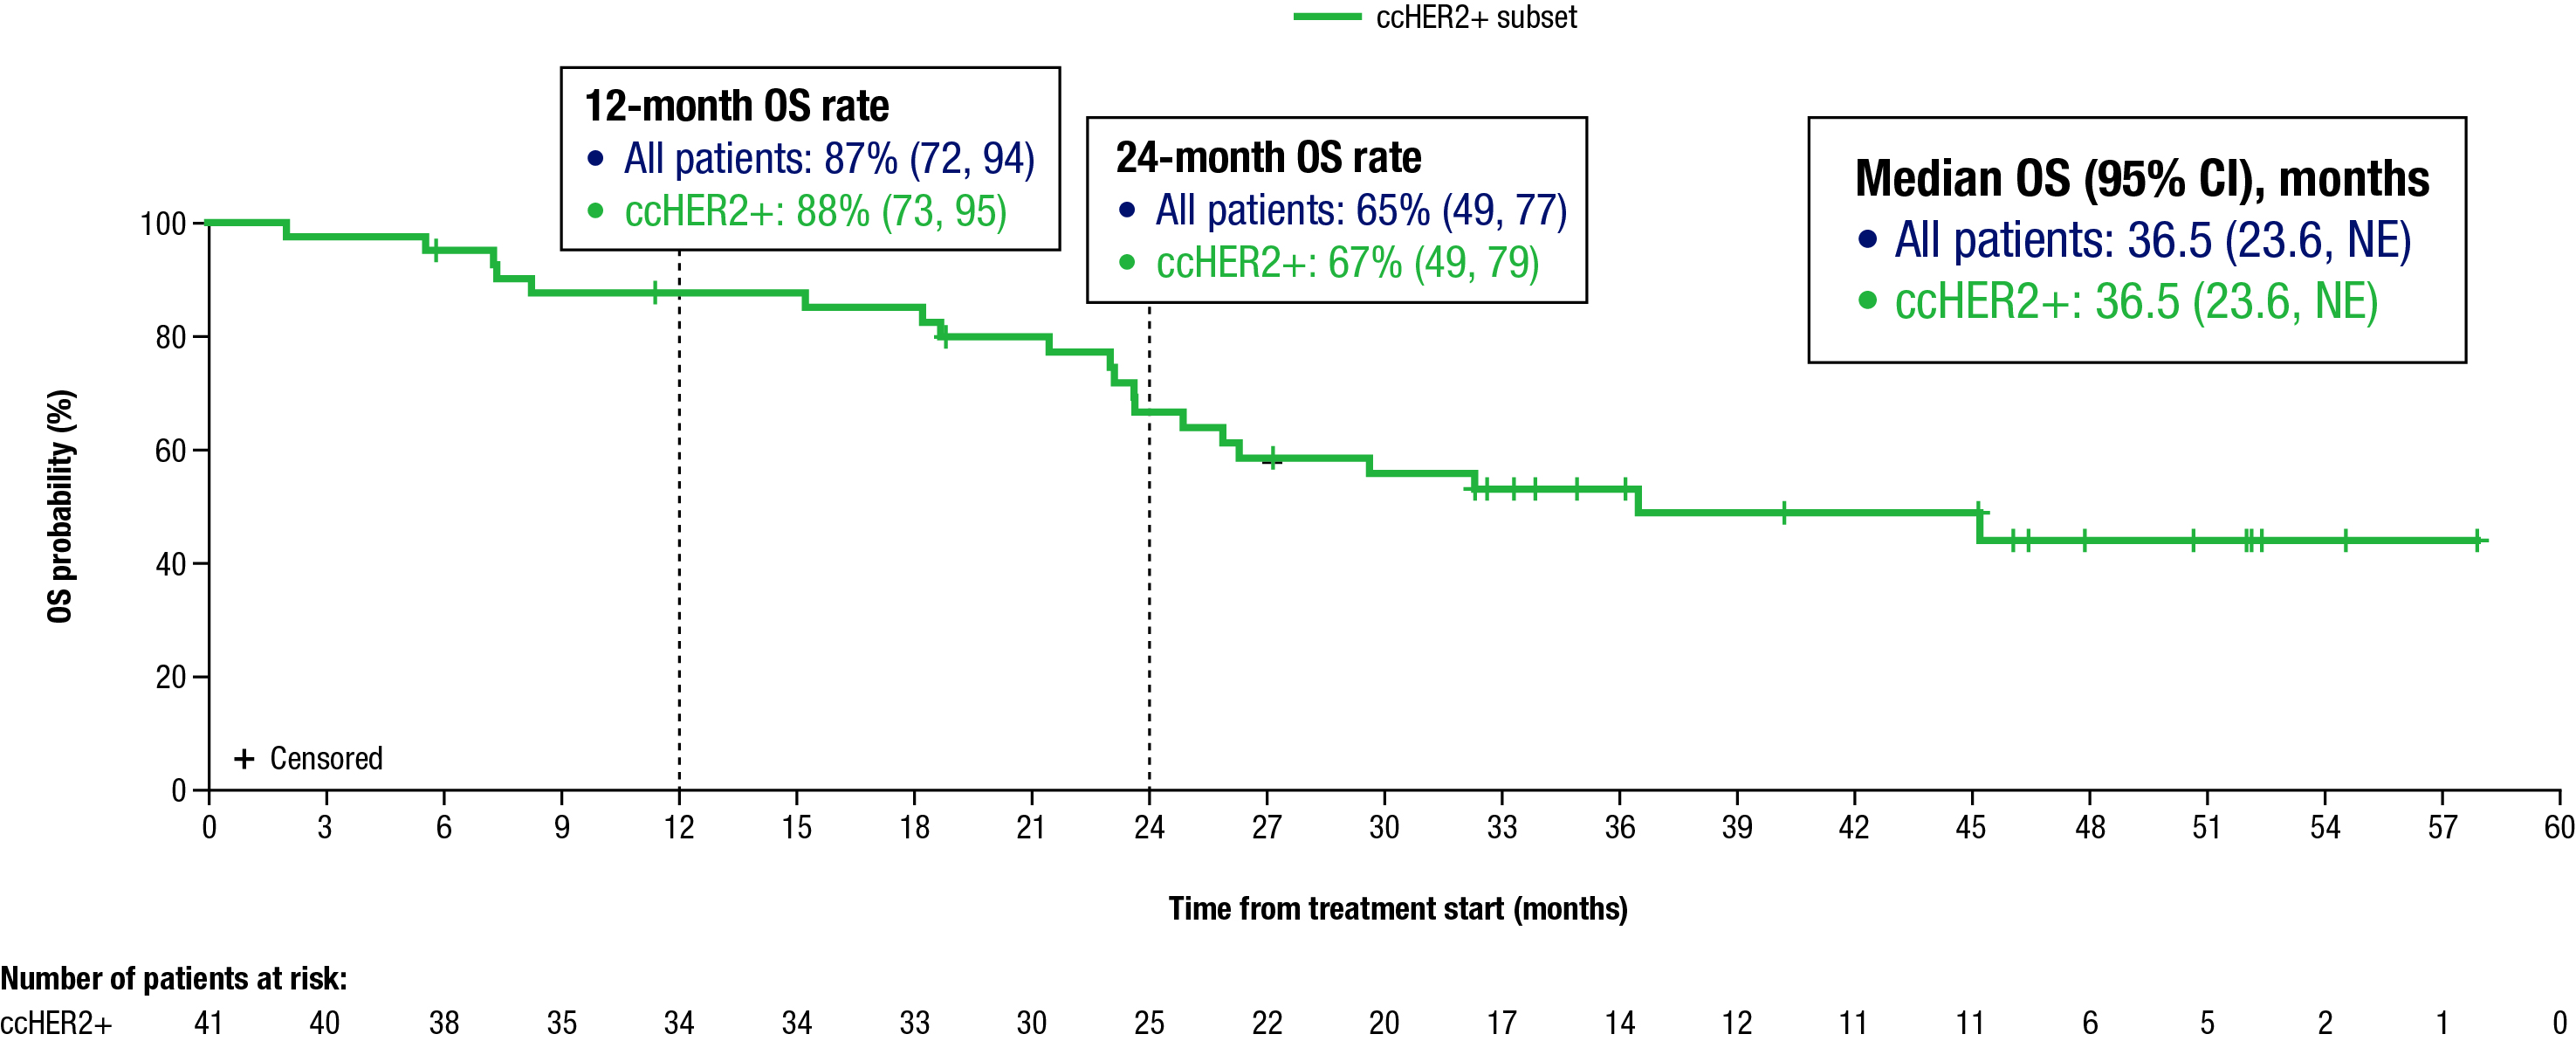 ccHER2+ subset
12-month OS rate
• All patients: 87% (72, 94)
• ccHER2+: 88% (73, 95)
24-month OS rate
• All patients: 65% (49, 77)
• ccHER2+: 67% (49, 79)
Median OS (95% CI), months
• All patients: 36.5 (23.6, NE)
• ccHER2+: 36.5 (23.6, NE)
OS probability (%)
100
80
60
40
20
0
+ Censored
0 3 6 9 12 15 18 21 24 27 30 33 36 39 42 45 48 51 54 57 60
Time from treatment start (months)
Number of patients at risk:
ccHER2+ 41 40 38 35 34 34 33 30 25 22 20 17 14 12 11 11 6 5 2 1 0